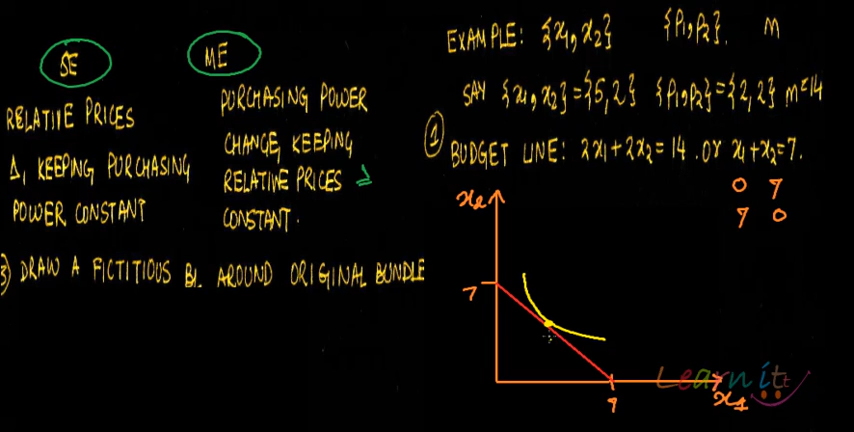 SE
RELATIVE PRICES
Δ, KEEPING PURCHASING
POWER CONSTANT
ME
PURCHASING POWER
CHANGE, KEEPING
RELATIVE PRICES
CONSTANT.
3) DRAW A FICTITIOUS BL AROUND ORIGINAL BUNDLE
EXAMPLE: {x1, x2} {P1, P2}. M
SAY {x1, x2} = {5, 2} {P1, P2} = {2, 2} M=14
① BUDGET LINE: 2x1 + 2x2 = 14 . or x1 + x2 = 7.
0 7
7 0
x2
7
7
x1
Learnitt